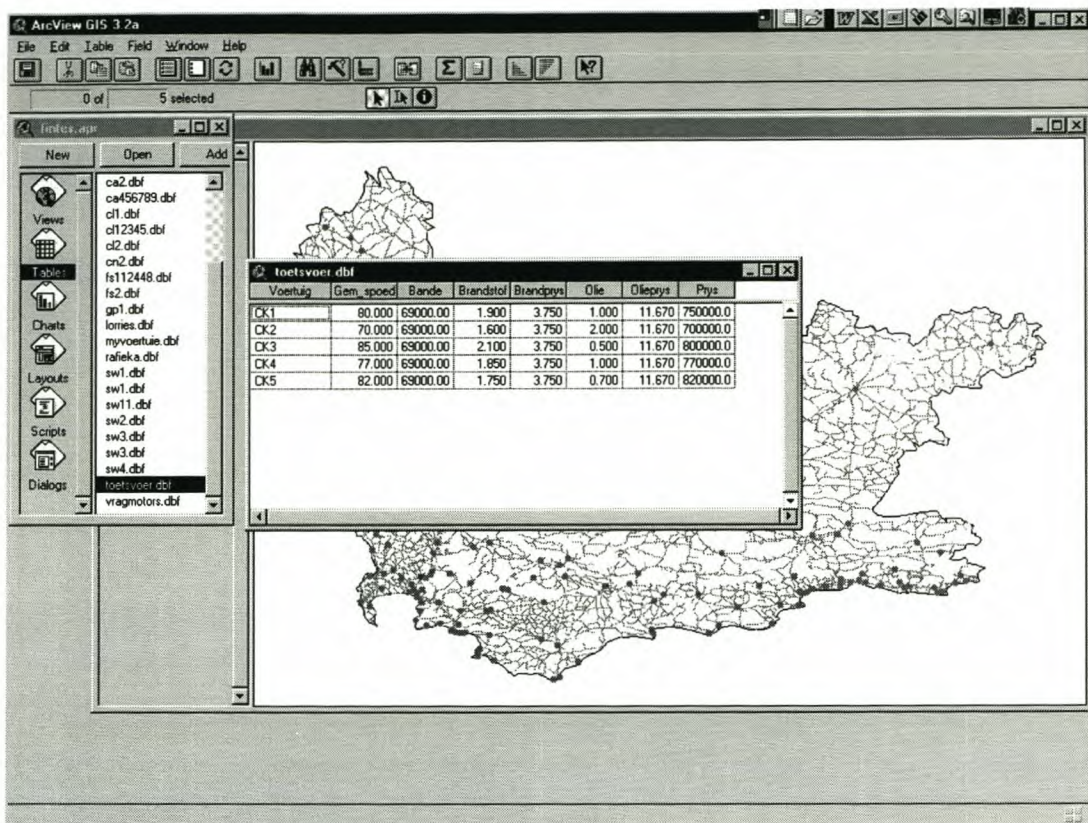 ArcView GIS 3.2a
File Edit Table Field Window Help
0 of 5 selected
New Open Add
Views
Tables
Charts
Layouts
Scripts
Dialogs
ca2.dbf
ca456789.dbf
cl1.dbf
cl12345.dbf
cl2.dbf
cn2.dbf
fs112448.dbf
fs2.dbf
gp1.dbf
lorries.dbf
myvoertuie.dbf
rafieka.dbf
sw1.dbf
sw1.dbf
sw11.dbf
sw2.dbf
sw3.dbf
sw3.dbf
sw4.dbf
toetsvoer.dbf
vragmotors.dbf
toetsvoer.dbf
Voertuig Gem_spoed Bande Brandstof Brandprys Olie Olieprys Prys
CK1 80.000 69000.00 1.900 3.750 1.000 11.670 750000.0
CK2 70.000 69000.00 1.600 3.750 2.000 11.670 700000.0
CK3 85.000 69000.00 2.100 3.750 0.500 11.670 800000.0
CK4 77.000 69000.00 1.850 3.750 1.000 11.670 770000.0
CK5 82.000 69000.00 1.750 3.750 0.700 11.670 820000.0